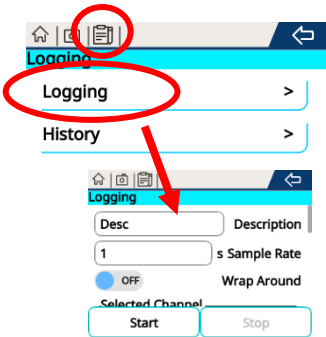 Logging
Logging >
History >
Logging
Desc Description
1 s Sample Rate
OFF Wrap Around
Selected Channel
Start Stop